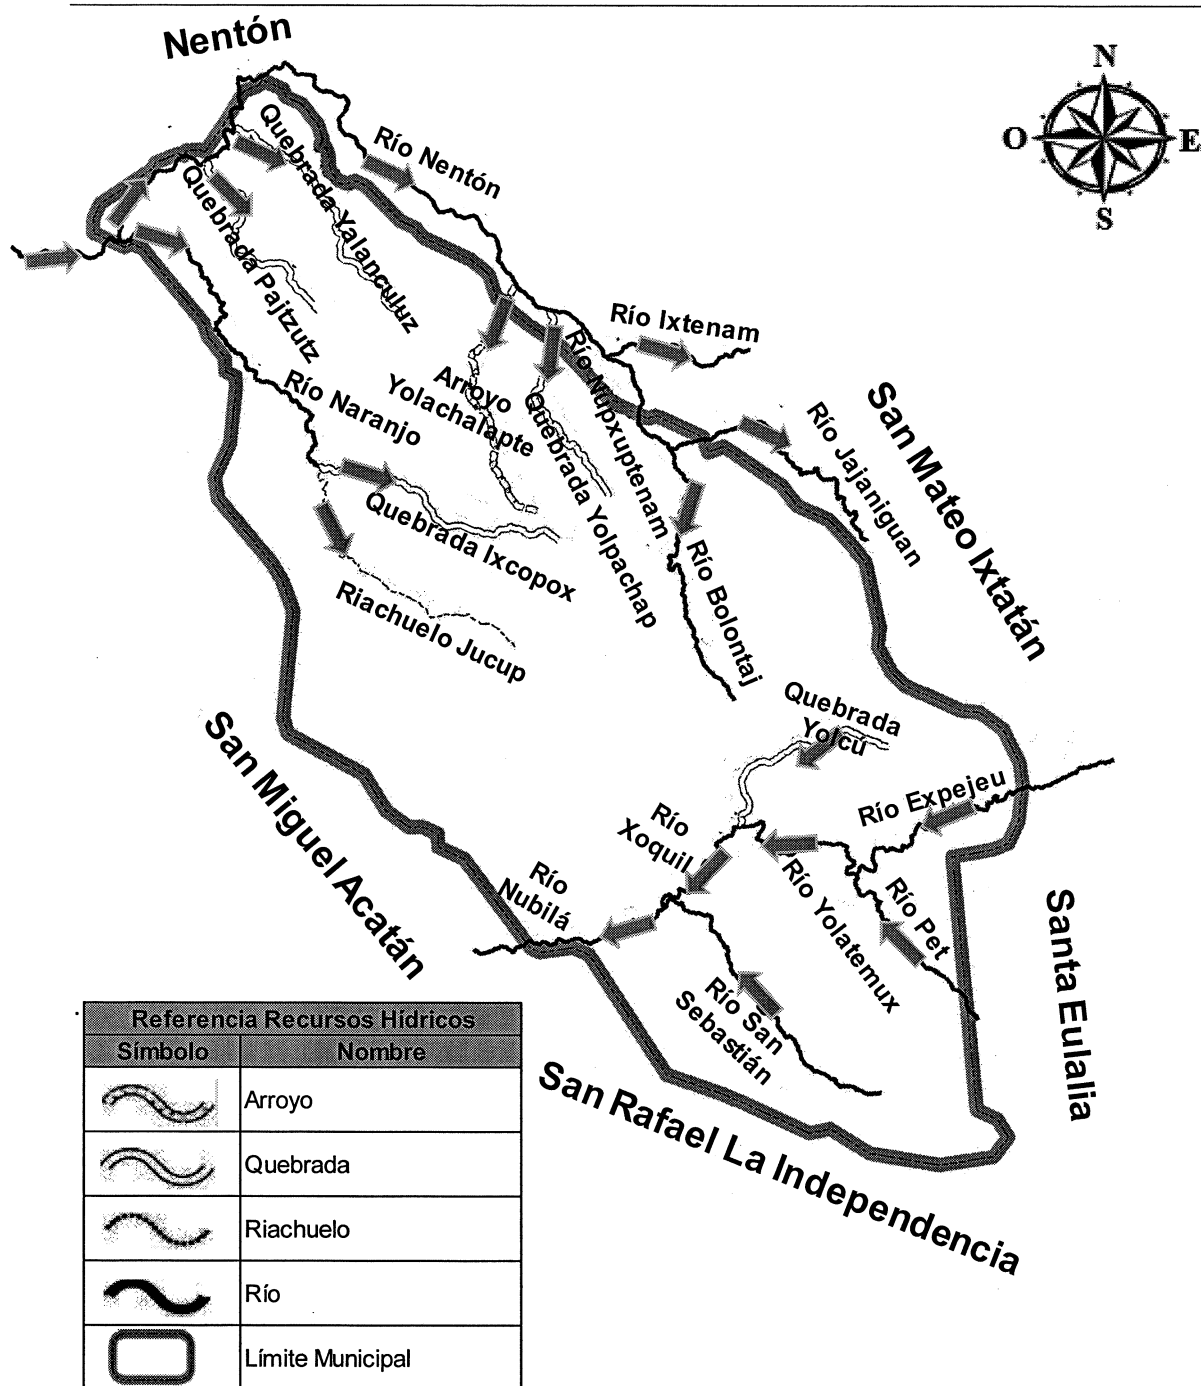 Nentón
N
O
E
S
Quebrada Yalanculuz
Río Nentón
Quebrada Pajtzutz
Río Ixtenam
Río Naranjo
Arroyo
Yolachalapte
Río Nupxuptenam
Quebrada Yolpachap
Río Jajaniguan
San Mateo Ixtatán
Quebrada Ixcopox
Río Bolontaj
Riachuelo Jucup
Quebrada
Yolcú
San Miguel Acatán
Río Expejeu
Río
Xoquil
Río
Nubilá
Río Yolatemux
Río Pet
Santa Eulalia
Río San
Sebastián
San Rafael La Independencia
Referencia Recursos Hídricos
Símbolo Nombre
Arroyo
Quebrada
Riachuelo
Río
Límite Municipal